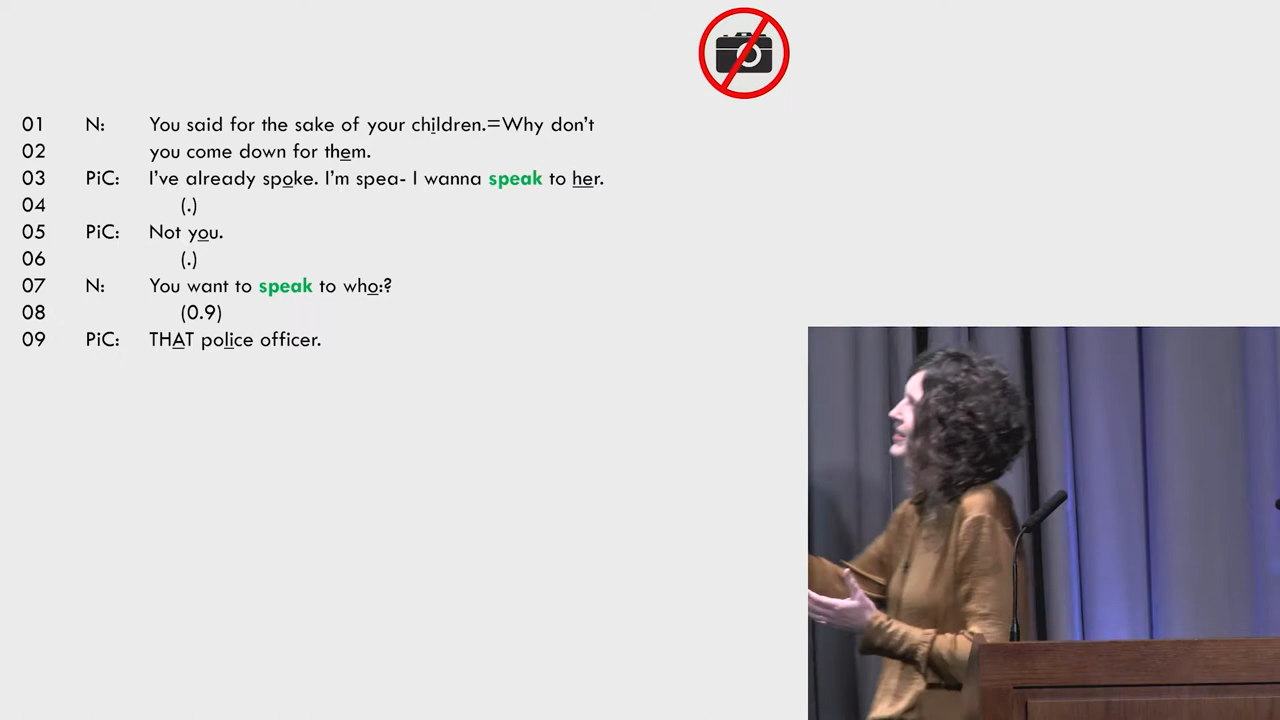 01 N: You said for the sake of your children.=Why don't
02 you come down for them.
03 PiC: I've already spoke. I'm spea- I wanna speak to her.
04 (.)
05 PiC: Not you.
06 (.)
07 N: You want to speak to who:?
08 (0.9)
09 PiC: THAT police officer.